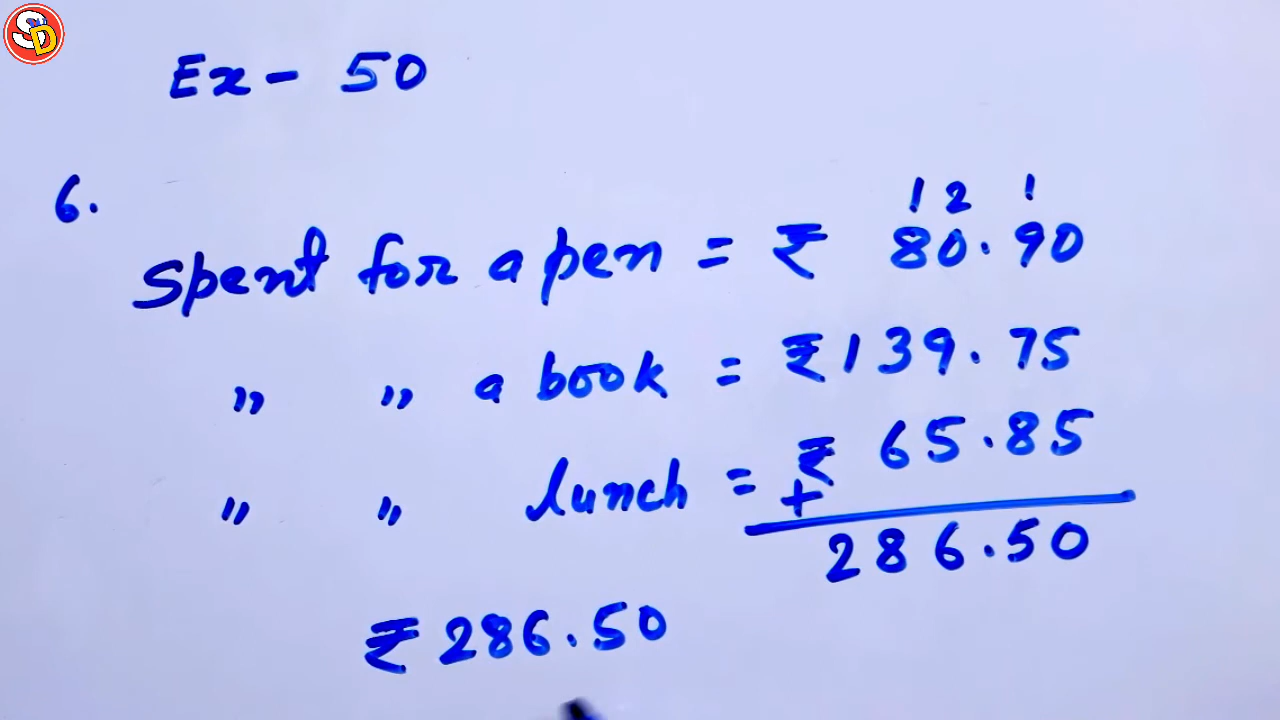 SD
Ex - 50
6.
1 2 1
Spent for a pen = ₹ 80.90
" " a book = ₹ 139.75
" " lunch = ₹ 65.85
+
286.50
₹ 286.50